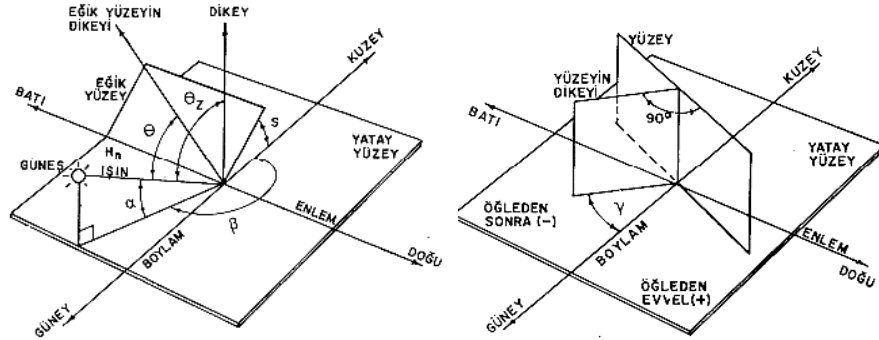 EĞİK YÜZEYİN
DİKEYİ
DİKEY
KUZEY
EĞİK
YÜZEY
BATI
θz
θ
S
YATAY
YÜZEY
GÜNEŞ
Hn
IŞIN
α
β
ENLEM
BOYLAM
DOĞU
GÜNEY
YÜZEY
KUZEY
YÜZEYİN
DİKEYİ
BATI
90°
YATAY
YÜZEY
ÖĞLEDEN
SONRA (-)
γ
BOYLAM
ENLEM
DOĞU
ÖĞLEDEN
EVVEL(+)
GÜNEY